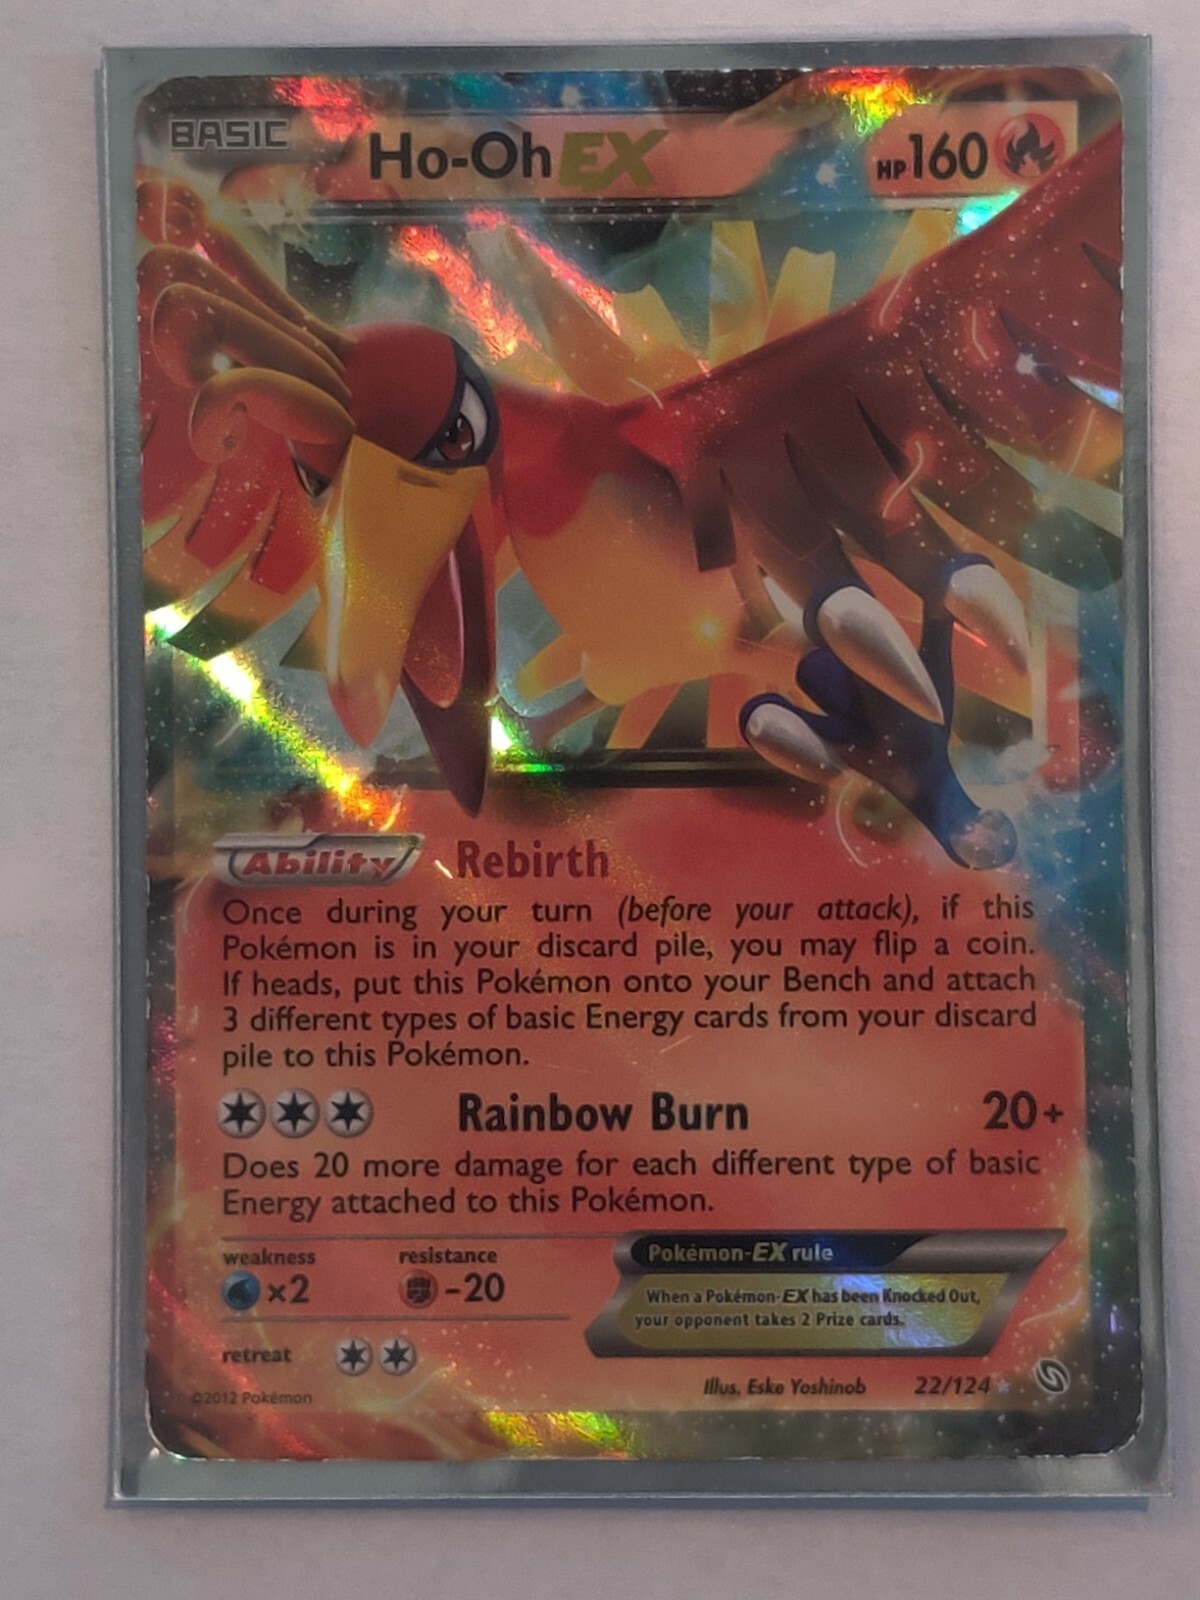 BASIC
Ho-Oh EX
HP160
Ability Rebirth
Once during your turn (before your attack), if this
Pokémon is in your discard pile, you may flip a coin.
If heads, put this Pokémon onto your Bench and attach
3 different types of basic Energy cards from your discard
pile to this Pokémon.
Rainbow Burn 20+
Does 20 more damage for each different type of basic
Energy attached to this Pokémon.
weakness resistance
×2 -20
Pokémon-EX rule
When a Pokémon-EX has been Knocked Out,
your opponent takes 2 Prize cards.
retreat
©2012 Pokémon
Illus. Eske Yoshinob 22/124